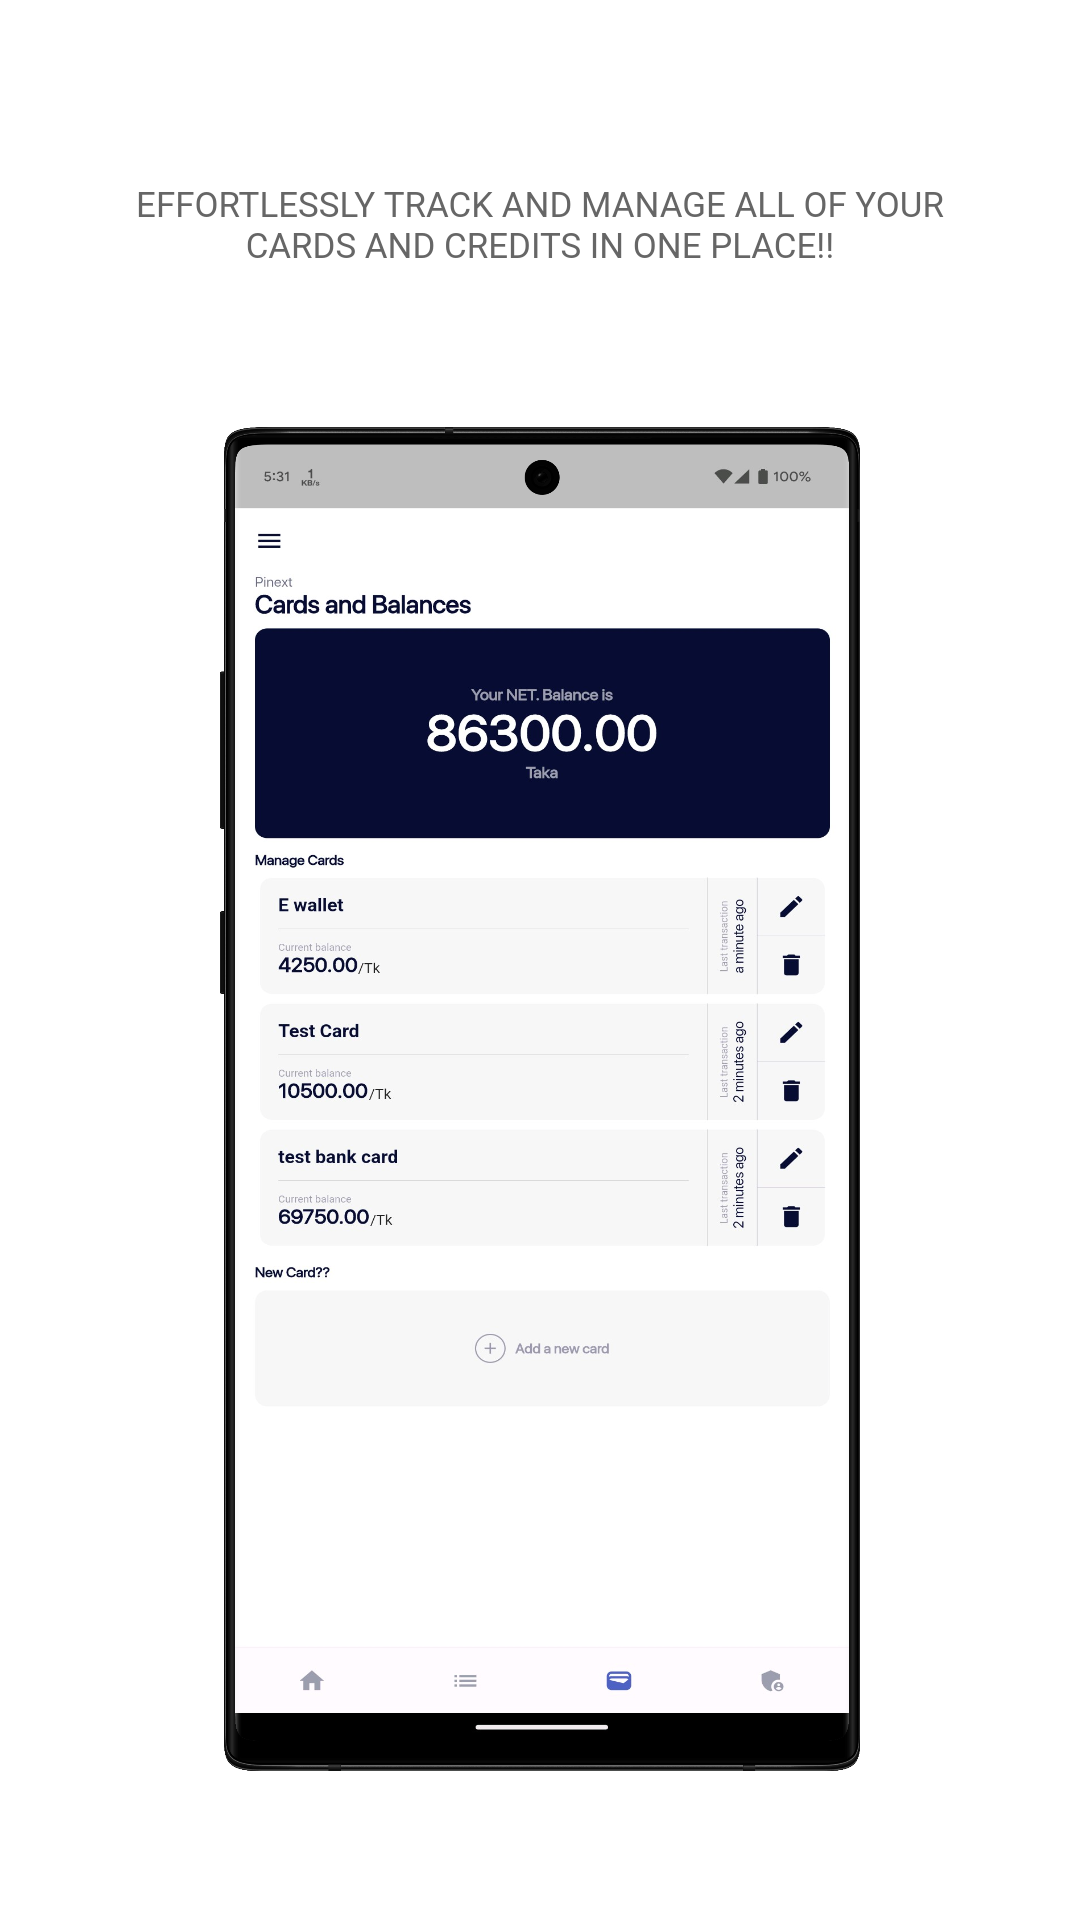 EFFORTLESSLY TRACK AND MANAGE ALL OF YOUR
CARDS AND CREDITS IN ONE PLACE!!
5:31
1
KB/s
100%
Pinext
Cards and Balances
Your NET. Balance is
86300.00
Taka
Manage Cards
E wallet
Current balance
4250.00/Tk
Last transaction
a minute ago
Test Card
Current balance
10500.00/Tk
Last transaction
2 minutes ago
test bank card
Current balance
69750.00/Tk
Last transaction
2 minutes ago
New Card??
Add a new card